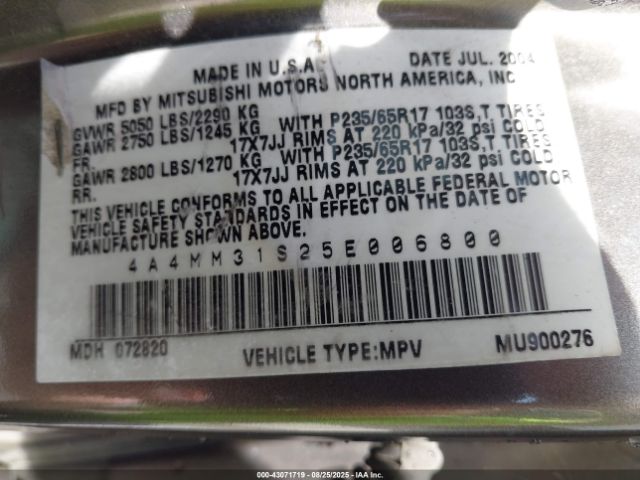 MADE IN U.S.A. DATE JUL. 2004
MFD BY MITSUBISHI MOTORS NORTH AMERICA, INC
GVWR 5050 LBS/2290 KG
GAWR 2750 LBS/1245 KG WITH P235/65R17 103S,T TIRES
FR. 17X7JJ RIMS AT 220 kPa/32 psi COLD
GAWR 2800 LBS/1270 KG WITH P235/65R17 103S,T TIRES
RR. 17X7JJ RIMS AT 220 kPa/32 psi COLD
THIS VEHICLE CONFORMS TO ALL APPLICABLE FEDERAL MOTOR
VEHICLE SAFETY STANDARDS IN EFFECT ON THE DATE OF
MANUFACTURE SHOWN ABOVE.
4A4MM31S25E006800
MDH 072820 VEHICLE TYPE:MPV MU900276
000-43071719 - 08/25/2025 - IAA Inc.